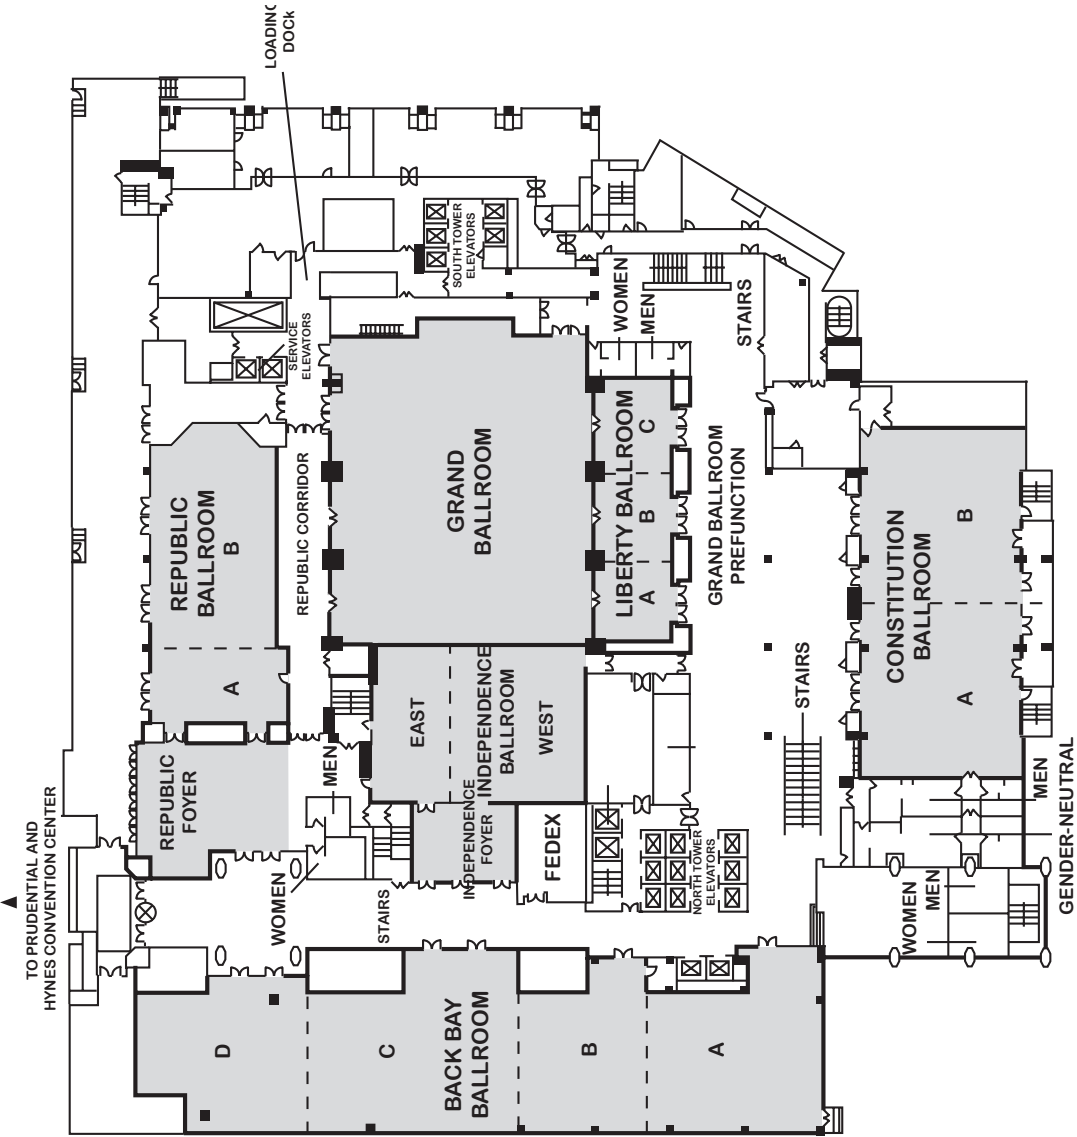 LOADING
DOCK
SOUTH TOWER
ELEVATORS
WOMEN
MEN
STAIRS
SERVICE
ELEVATORS
REPUBLIC
BALLROOM
B
A
REPUBLIC CORRIDOR
GRAND
BALLROOM
LIBERTY BALLROOM
C
B
A
GRAND BALLROOM
PREFUNCTION
CONSTITUTION
BALLROOM
B
A
STAIRS
EAST
INDEPENDENCE
BALLROOM
WEST
MEN
REPUBLIC
FOYER
INDEPENDENCE
FOYER
FEDEX
NORTH TOWER
ELEVATORS
WOMEN
STAIRS
MEN
GENDER-NEUTRAL
WOMEN
MEN
TO PRUDENTIAL AND
HYNES CONVENTION CENTER
BACK BAY
BALLROOM
D
C
B
A